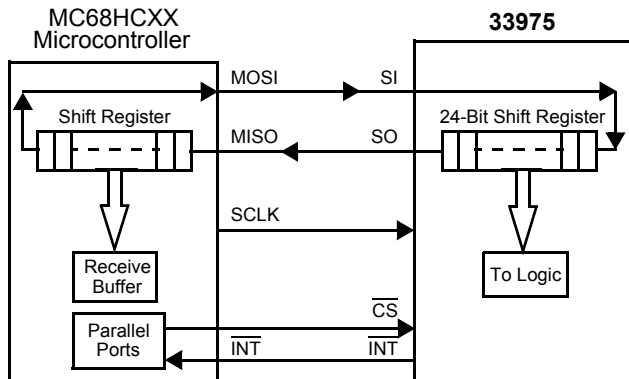 MC68HCXX
Microcontroller
33975
MOSI SI
Shift Register
24-Bit Shift Register
MISO SO
SCLK
Receive
Buffer
To Logic
CS
Parallel
Ports
INT INT